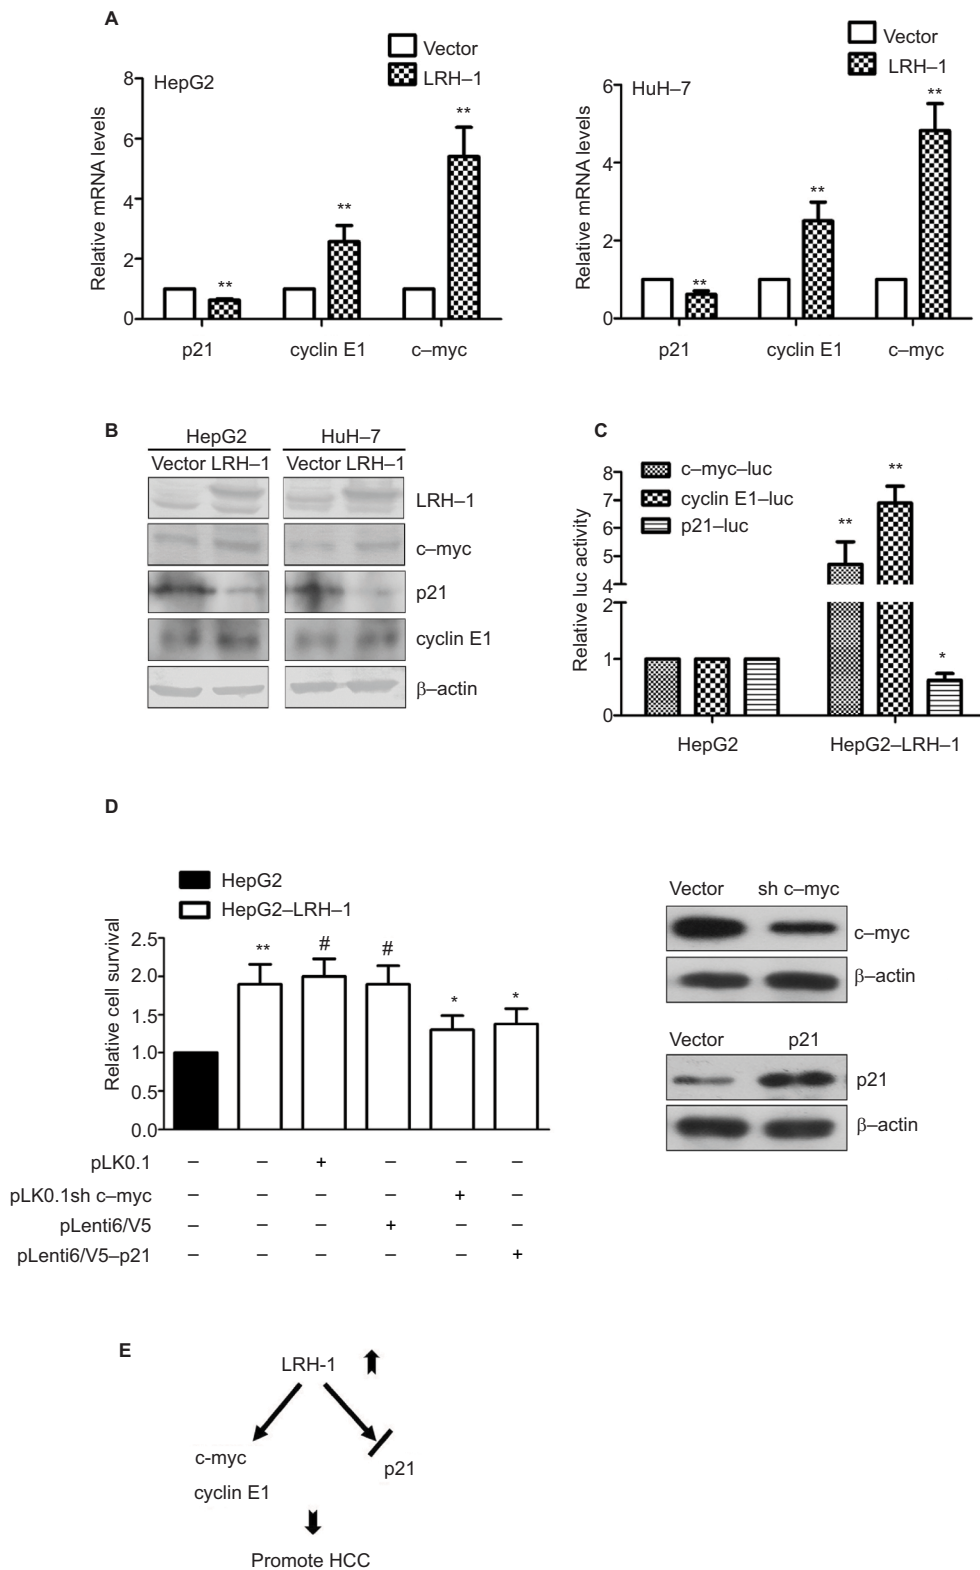 A
Vector
LRH–1
HepG2
8
6
4
2
0
Relative mRNA levels
**
**
**
p21
cyclin E1
c–myc
Vector
LRH–1
HuH–7
6
4
2
0
Relative mRNA levels
**
**
**
p21
cyclin E1
c–myc
B
HepG2
HuH–7
Vector LRH–1
Vector LRH–1
LRH–1
c–myc
p21
cyclin E1
β–actin
C
c–myc–luc
cyclin E1–luc
p21–luc
Relative luc activity
8
7
6
5
4
2
1
0
**
**
*
HepG2
HepG2–LRH–1
D
HepG2
HepG2–LRH–1
Relative cell survival
2.5
2.0
1.5
1.0
0.5
0.0
**
#
#
*
*
pLK0.1 – – + – – –
pLK0.1sh c–myc – – – – + –
pLenti6/V5 – – – + – –
pLenti6/V5–p21 – – – – – +
Vector sh c–myc
c–myc
β–actin
Vector p21
p21
β–actin
E
LRH-1
c-myc
cyclin E1
p21
Promote HCC